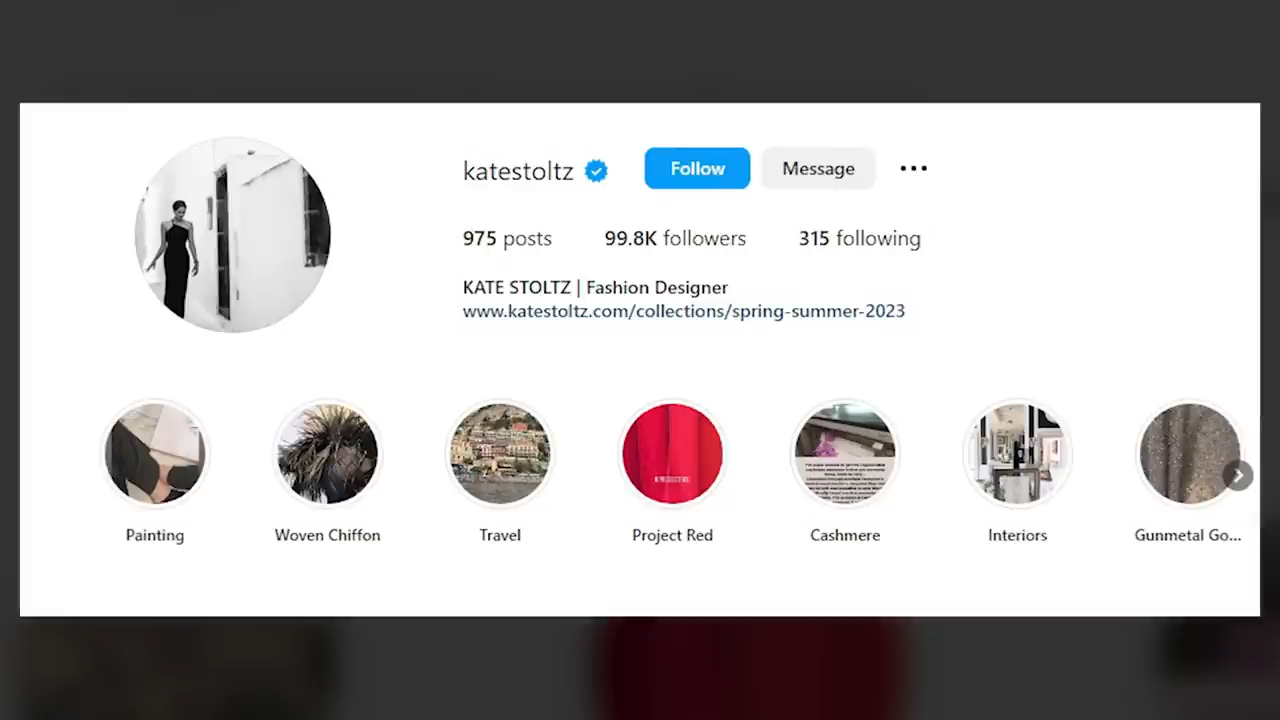 katestoltz Follow Message
975 posts 99.8K followers 315 following
KATE STOLTZ | Fashion Designer
www.katestoltz.com/collections/spring-summer-2023
Painting Woven Chiffon Travel Project Red Cashmere Interiors Gunmetal Go...